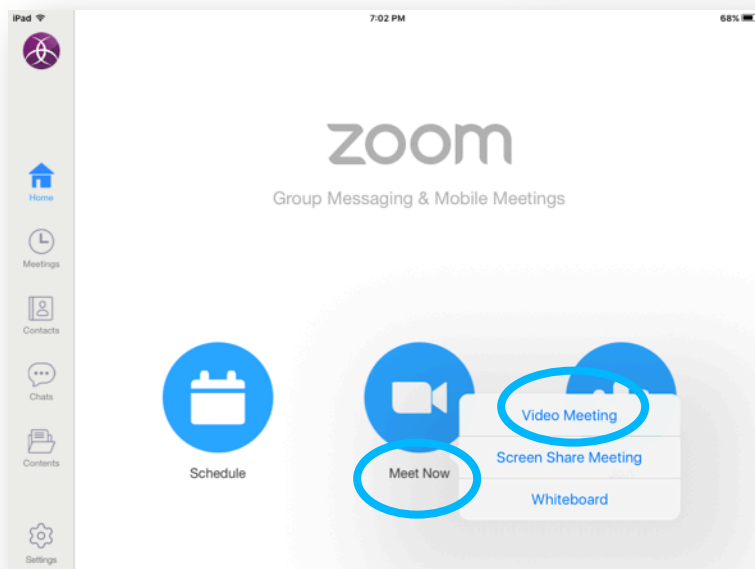 iPad 7:02 PM 68%
zoom
Group Messaging & Mobile Meetings
Home
Meetings
Contacts
Chats
Contents
Settings
Schedule
Meet Now
Video Meeting
Screen Share Meeting
Whiteboard